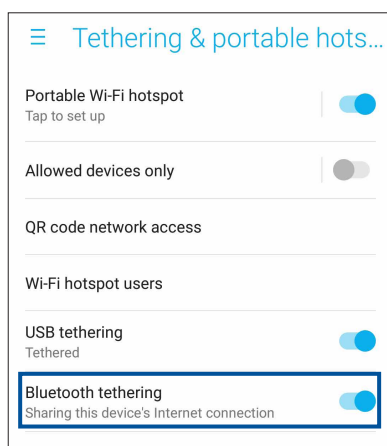 Tethering & portable hots...
Portable Wi-Fi hotspot
Tap to set up
Allowed devices only
QR code network access
Wi-Fi hotspot users
USB tethering
Tethered
Bluetooth tethering
Sharing this device's Internet connection